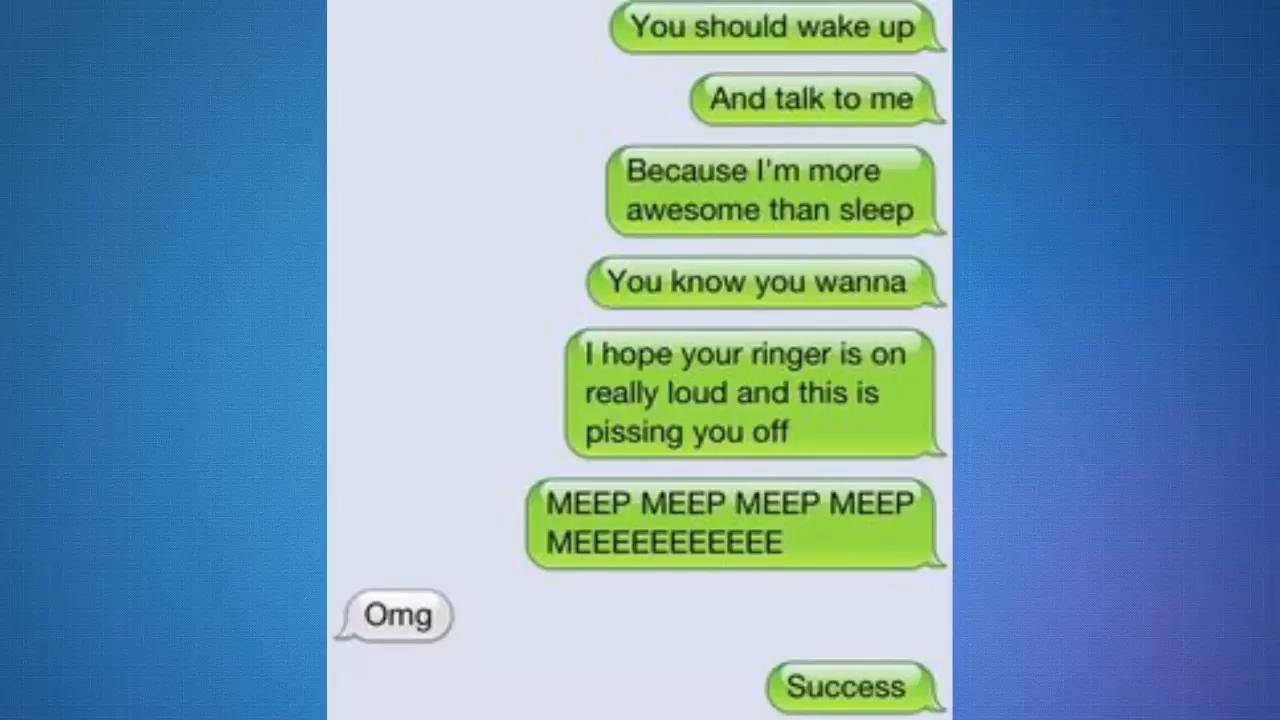 You should wake up
And talk to me
Because I'm more
awesome than sleep
You know you wanna
I hope your ringer is on
really loud and this is
pissing you off
MEEP MEEP MEEP MEEP
MEEEEEEEEEEE
Omg
Success